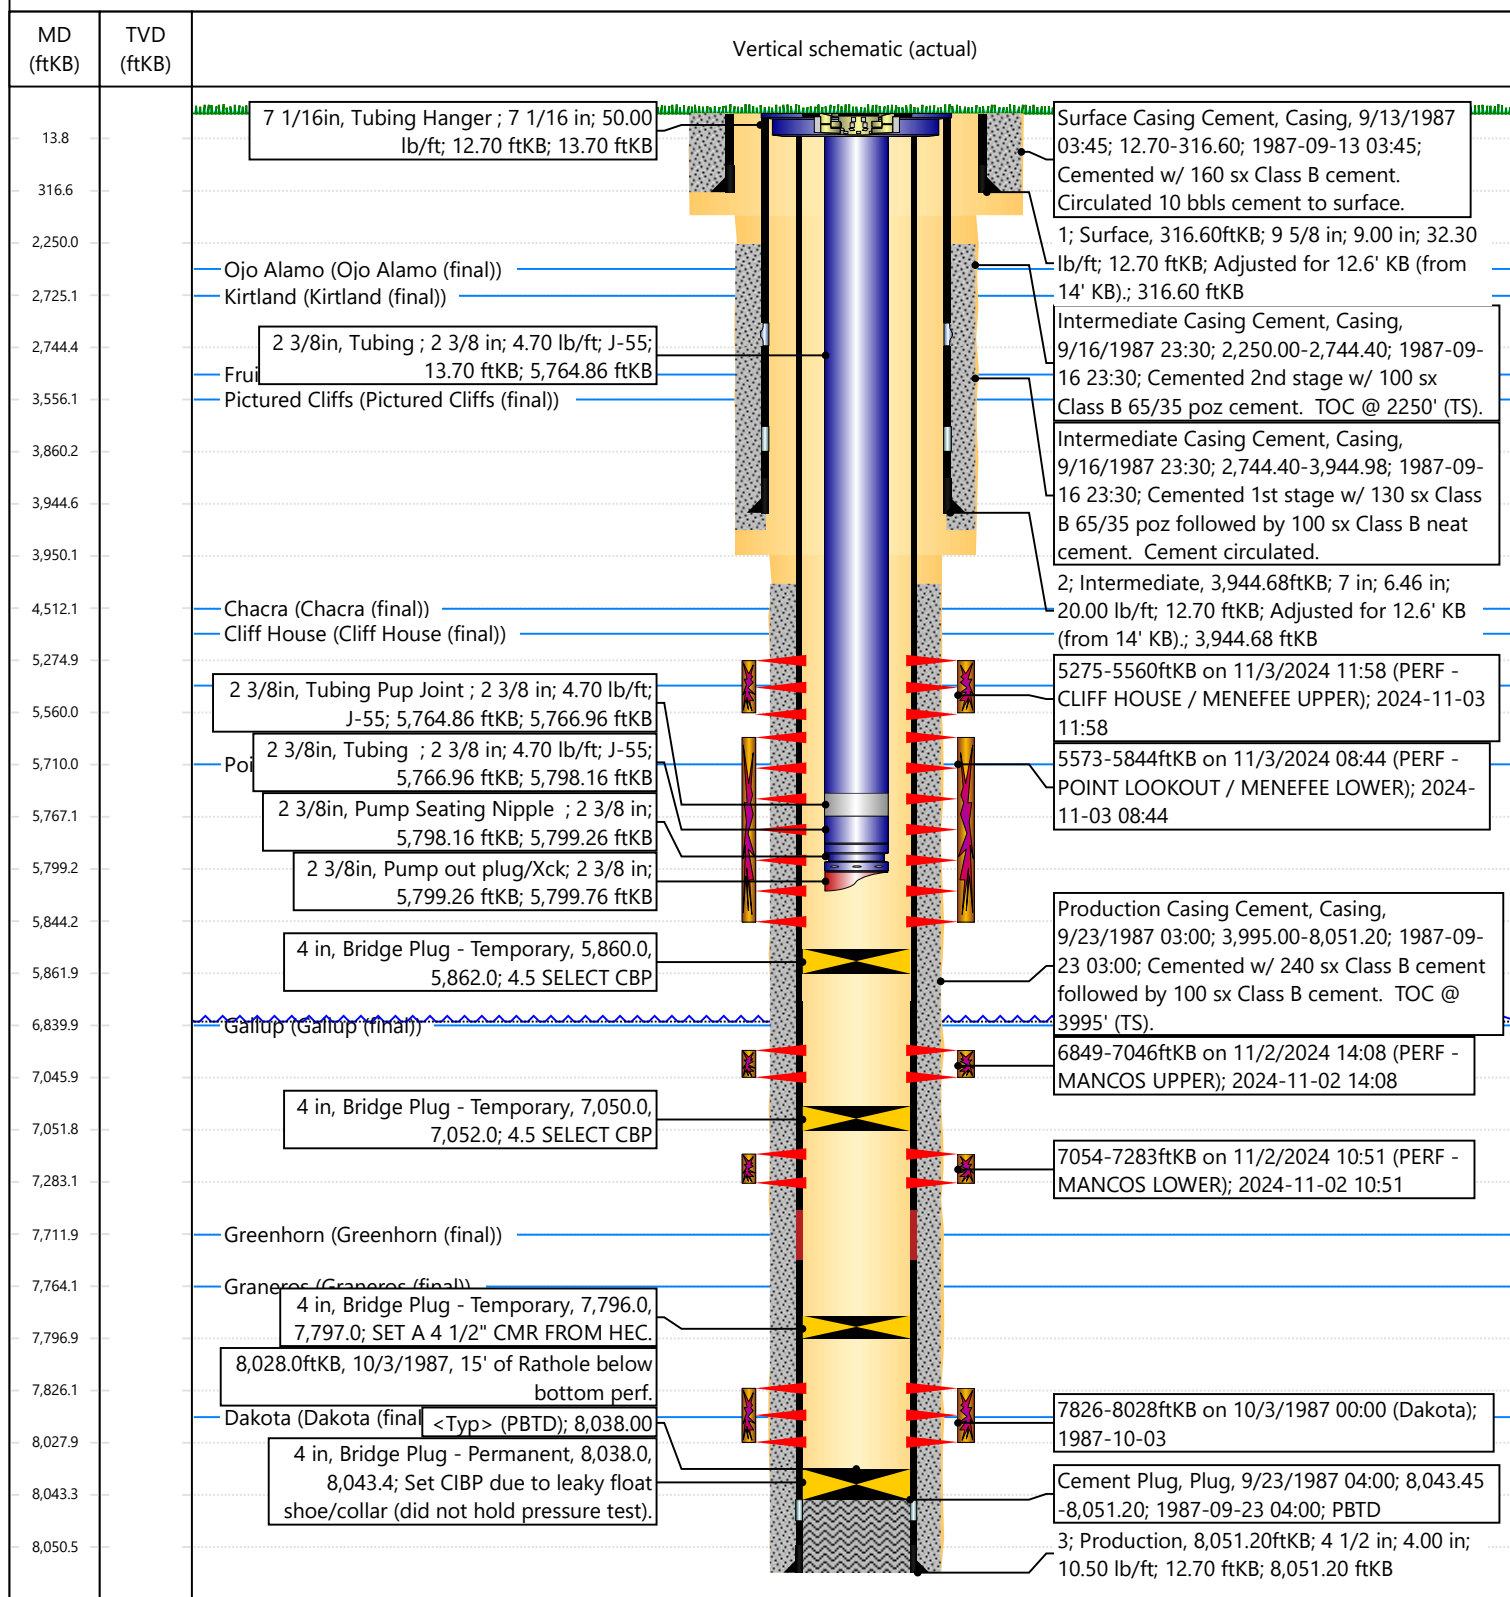 MD
(ftKB)
TVD
(ftKB)
Vertical schematic (actual)
13.8
316.6
2,250.0
2,725.1
2,744.4
3,556.1
3,860.2
3,944.6
3,950.1
4,512.1
5,274.9
5,560.0
5,710.0
5,767.1
5,799.2
5,844.2
5,861.9
6,839.9
7,045.9
7,051.8
7,283.1
7,711.9
7,764.1
7,796.9
7,826.1
8,027.9
8,043.3
8,050.5
7 1/16in, Tubing Hanger ; 7 1/16 in; 50.00
lb/ft; 12.70 ftKB; 13.70 ftKB
Ojo Alamo (Ojo Alamo (final))
Kirtland (Kirtland (final))
2 3/8in, Tubing ; 2 3/8 in; 4.70 lb/ft; J-55;
13.70 ftKB; 5,764.86 ftKB
Frui
Pictured Cliffs (Pictured Cliffs (final))
Chacra (Chacra (final))
Cliff House (Cliff House (final))
2 3/8in, Tubing Pup Joint ; 2 3/8 in; 4.70 lb/ft;
J-55; 5,764.86 ftKB; 5,766.96 ftKB
2 3/8in, Tubing ; 2 3/8 in; 4.70 lb/ft; J-55;
5,766.96 ftKB; 5,798.16 ftKB
Poi
2 3/8in, Pump Seating Nipple ; 2 3/8 in;
5,798.16 ftKB; 5,799.26 ftKB
2 3/8in, Pump out plug/Xck; 2 3/8 in;
5,799.26 ftKB; 5,799.76 ftKB
4 in, Bridge Plug - Temporary, 5,860.0,
5,862.0; 4.5 SELECT CBP
Gallup (Gallup (final))
4 in, Bridge Plug - Temporary, 7,050.0,
7,052.0; 4.5 SELECT CBP
Greenhorn (Greenhorn (final))
Graneros (Graneros (final))
4 in, Bridge Plug - Temporary, 7,796.0,
7,797.0; SET A 4 1/2" CMR FROM HEC.
8,028.0ftKB, 10/3/1987, 15' of Rathole below
bottom perf.
Dakota (Dakota (final
<Typ> (PBTD); 8,038.00
4 in, Bridge Plug - Permanent, 8,038.0,
8,043.4; Set CIBP due to leaky float
shoe/collar (did not hold pressure test).
Surface Casing Cement, Casing, 9/13/1987
03:45; 12.70-316.60; 1987-09-13 03:45;
Cemented w/ 160 sx Class B cement.
Circulated 10 bbls cement to surface.
1; Surface, 316.60ftKB; 9 5/8 in; 9.00 in; 32.30
lb/ft; 12.70 ftKB; Adjusted for 12.6' KB (from
14' KB).; 316.60 ftKB
Intermediate Casing Cement, Casing,
9/16/1987 23:30; 2,250.00-2,744.40; 1987-09-
16 23:30; Cemented 2nd stage w/ 100 sx
Class B 65/35 poz cement.  TOC @ 2250' (TS).
Intermediate Casing Cement, Casing,
9/16/1987 23:30; 2,744.40-3,944.98; 1987-09-
16 23:30; Cemented 1st stage w/ 130 sx Class
B 65/35 poz followed by 100 sx Class B neat
cement.  Cement circulated.
2; Intermediate, 3,944.68ftKB; 7 in; 6.46 in;
20.00 lb/ft; 12.70 ftKB; Adjusted for 12.6' KB
(from 14' KB).; 3,944.68 ftKB
5275-5560ftKB on 11/3/2024 11:58 (PERF -
CLIFF HOUSE / MENEFEE UPPER); 2024-11-03
11:58
5573-5844ftKB on 11/3/2024 08:44 (PERF -
POINT LOOKOUT / MENEFEE LOWER); 2024-
11-03 08:44
Production Casing Cement, Casing,
9/23/1987 03:00; 3,995.00-8,051.20; 1987-09-
23 03:00; Cemented w/ 240 sx Class B cement
followed by 100 sx Class B cement.  TOC @
3995' (TS).
6849-7046ftKB on 11/2/2024 14:08 (PERF -
MANCOS UPPER); 2024-11-02 14:08
7054-7283ftKB on 11/2/2024 10:51 (PERF -
MANCOS LOWER); 2024-11-02 10:51
7826-8028ftKB on 10/3/1987 00:00 (Dakota);
1987-10-03
Cement Plug, Plug, 9/23/1987 04:00; 8,043.45
-8,051.20; 1987-09-23 04:00; PBTD
3; Production, 8,051.20ftKB; 4 1/2 in; 4.00 in;
10.50 lb/ft; 12.70 ftKB; 8,051.20 ftKB